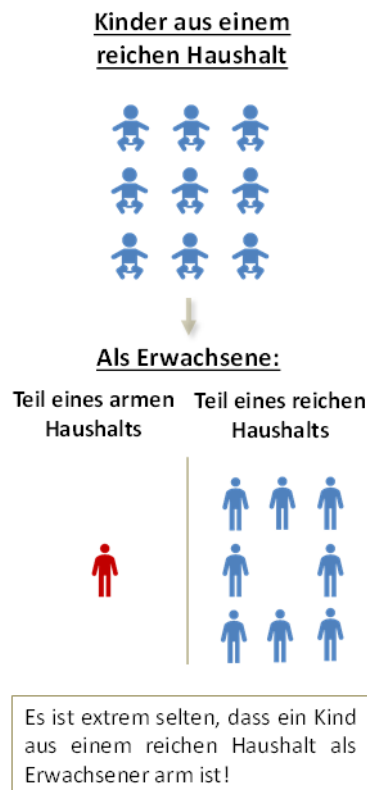 Kinder aus einem
reichen Haushalt
Als Erwachsene:
Teil eines armen
Haushalts
Teil eines reichen
Haushalts
Es ist extrem selten, dass ein Kind
aus einem reichen Haushalt als
Erwachsener arm ist!